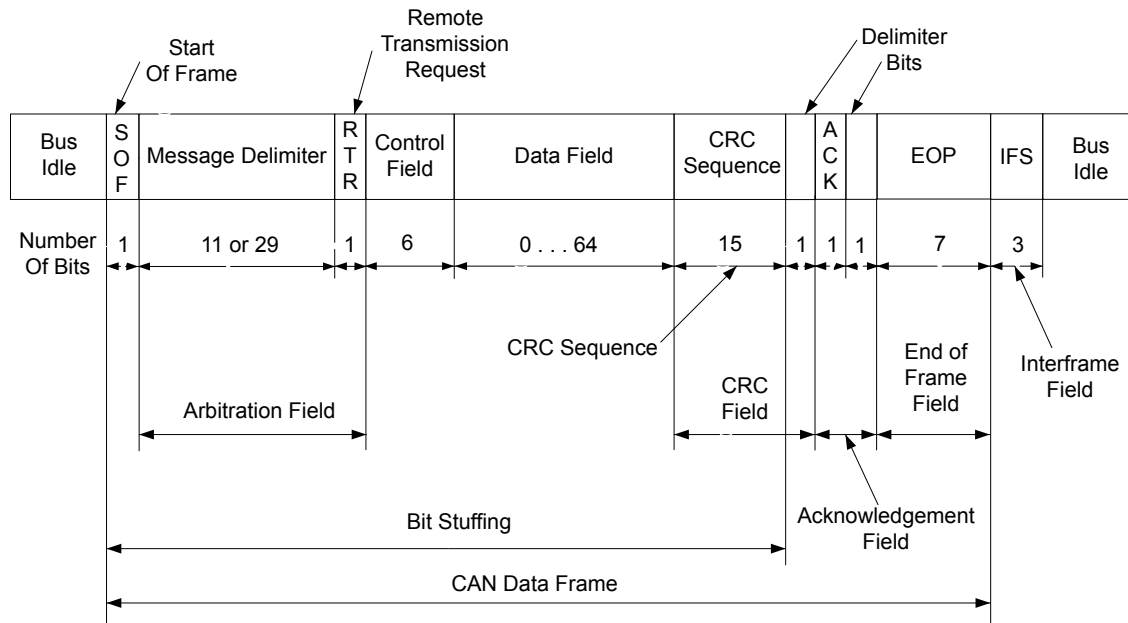 Remote
Transmission
Request
Start
Of Frame
Delimiter
Bits
Bus
Idle
S
O
F
Message Delimiter
R
T
R
Control
Field
Data Field
CRC
Sequence
A
C
K
EOP
IFS
Bus
Idle
Number
Of Bits
1
11 or 29
1
6
0 . . . 64
15
1
1
1
7
3
CRC Sequence
End of
Frame
Field
Interframe
Field
Arbitration Field
CRC
Field
Bit Stuffing
Acknowledgement
Field
CAN Data Frame